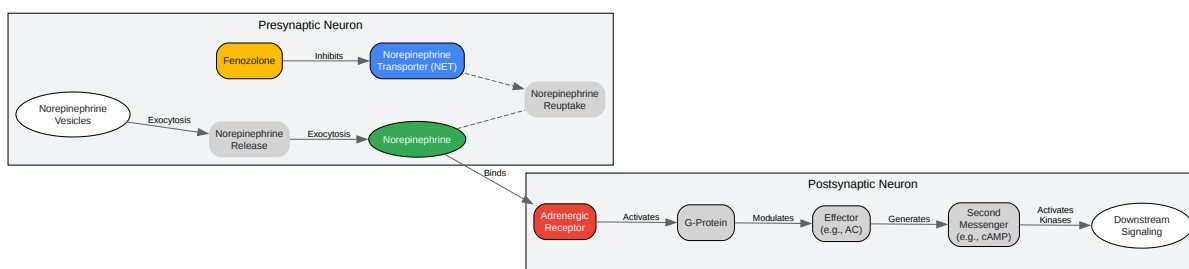 Presynaptic Neuron
Fenozolone
Inhibits
Norepinephrine
Transporter (NET)
Norepinephrine
Reuptake
Norepinephrine
Vesicles
Exocytosis
Norepinephrine
Release
Exocytosis
Norepinephrine
Binds
Postsynaptic Neuron
Adrenergic
Receptor
Activates
G-Protein
Modulates
Effector
(e.g., AC)
Generates
Second
Messenger
(e.g., cAMP)
Activates
Kinases
Downstream
Signaling